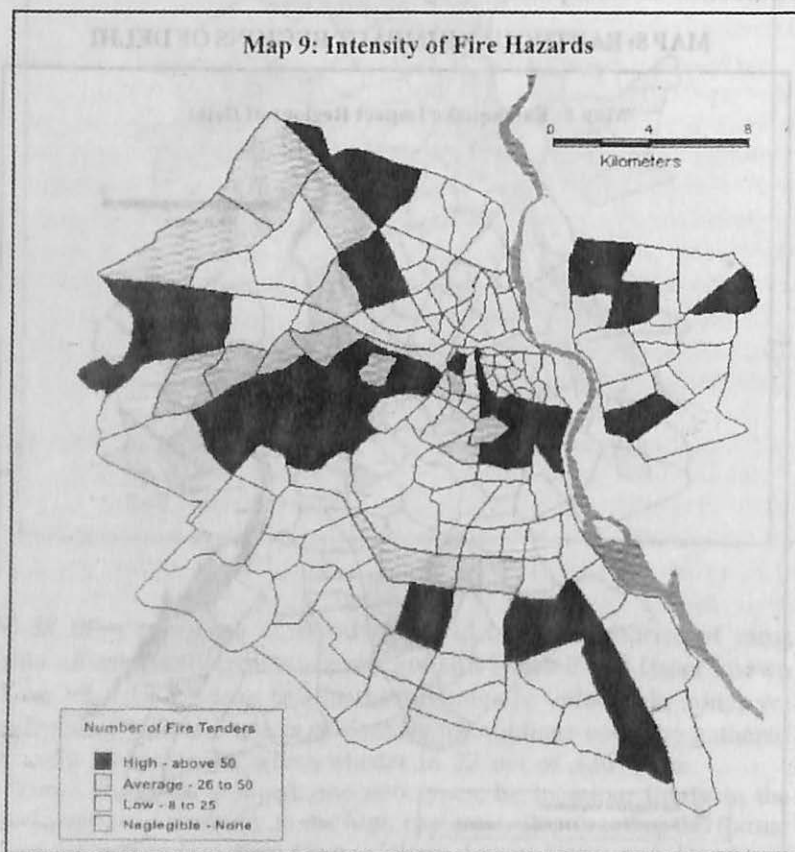 Map 9: Intensity of Fire Hazards
0 4 8
Kilometers
Number of Fire Tenders
High - above 50
Average - 26 to 50
Low - 8 to 25
Naglegible - None